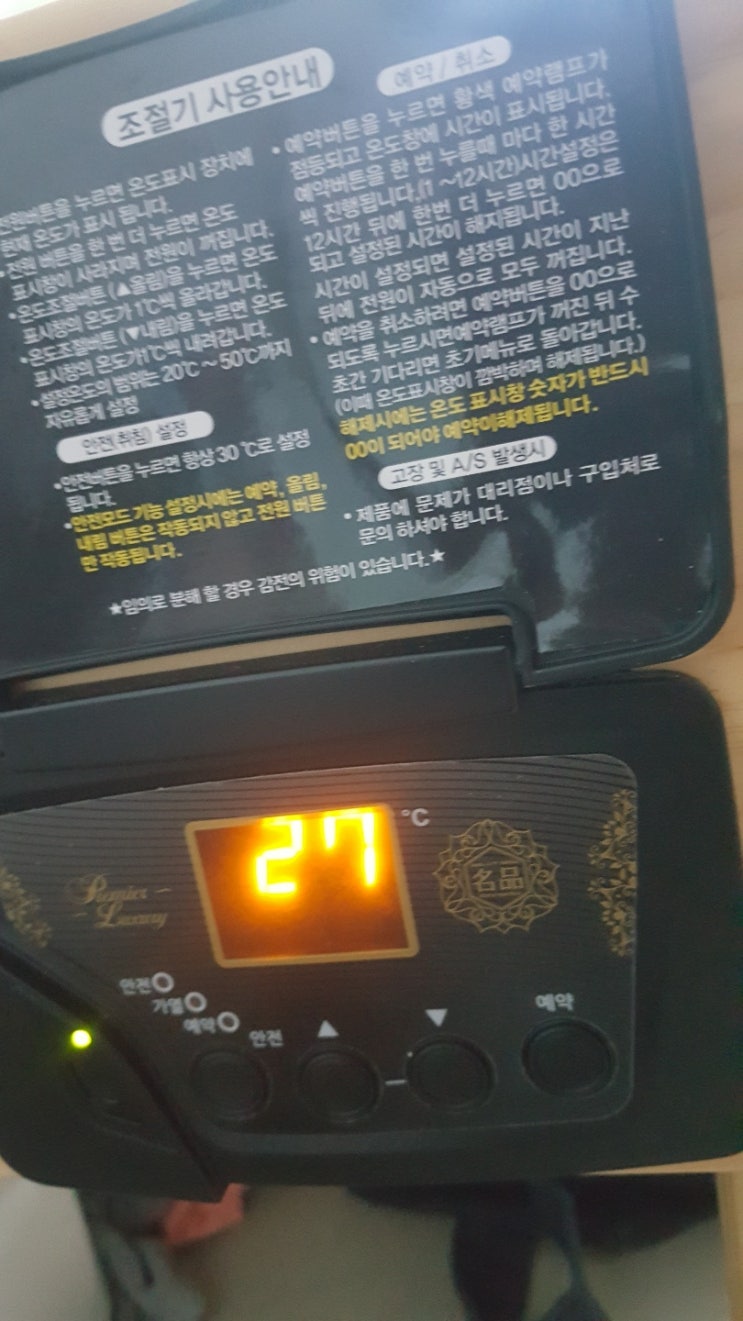 조절기 사용안내
전원버튼을 누르면 온도표시 장치에
현재 온도가 표시 됩니다.
•전원 버튼을 한 번 더 누르면 온도
표시창이 사라지며 전원이 꺼집니다.
•온도조절버튼 (▲올림)을 누르면 온도
표시창의 온도가 1℃씩 올라갑니다.
•온도조절버튼 (▼내림)을 누르면 온도
표시창의 온도가1℃씩 내려갑니다.
•설정온도의 범위는 20℃ ~ 50℃까지
자유롭게 설정
안전(취침) 설정
•안전버튼을 누르면 항상 30℃로 설정
됩니다.
•안전모드 기능 설정시에는 예약, 올림,
내림 버튼은 작동되지 않고 전원 버튼
만 작동됩니다.
예약 / 취소
•예약버튼을 누르면 황색 예약램프가
점등되고 온도창에 시간이 표시됩니다.
예약버튼을 한 번 누를때 마다 한 시간
씩 진행됩니다.(1 ~12시간)시간설정은
12시간 뒤에 한번 더 누르면 00으로
되고 설정된 시간이 해지됩니다.
시간이 설정되면 설정된 시간이 지난
뒤에 전원이 자동으로 모두 꺼집니다.
•예약을 취소하려면 예약버튼을 00으로
되도록 누르시면예약램프가 꺼진 뒤 수
초간 기다리면 초기메뉴로 돌아갑니다.
(이때 온도표시창이 깜박하며 해제됩니다.)
해제시에는 온도 표시창 숫자가 반드시
00이 되어야 예약이해제됩니다.
고장 및 A/S 발생시
•제품에 문제가 대리점이나 구입처로
문의 하셔야 합니다.
★임의로 분해 할 경우 감전의 위험이 있습니다.★
27 °C
Premier
Luxury
名品
안전
가열
예약
안전 ▲ ▼ 예약